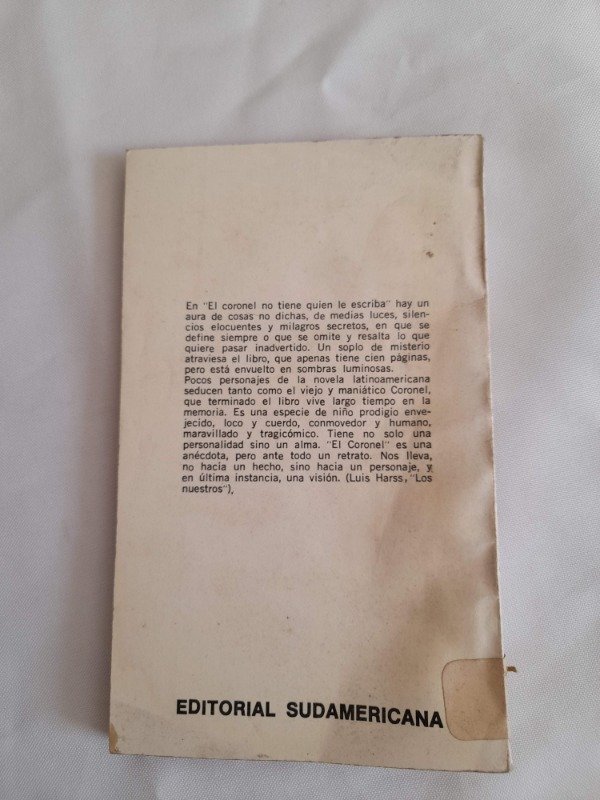 En "El coronel no tiene quien le escriba" hay un
aura de cosas no dichas, de medias luces, silen-
cios elocuentes y milagros secretos, en que se
define siempre o que se omite y resalta lo que
quiere pasar inadvertido. Un soplo de misterio
atraviesa el libro, que apenas tiene cien páginas,
pero está envuelto en sombras luminosas.
Pocos personajes de la novela latinoamericana
seducen tanto como el viejo y maniático Coronel,
que terminado el libro vive largo tiempo en la
memoria. Es una especie de niño prodigio enve-
jecido, loco y cuerdo, conmovedor y humano,
maravillado y tragicómico. Tiene no solo una
personalidad sino un alma. "El Coronel" es una
anécdota, pero ante todo un retrato. Nos lleva,
no hacia un hecho, sino hacia un personaje, y
en última instancia, una visión. (Luis Harss, "Los
nuestros"),
EDITORIAL SUDAMERICANA